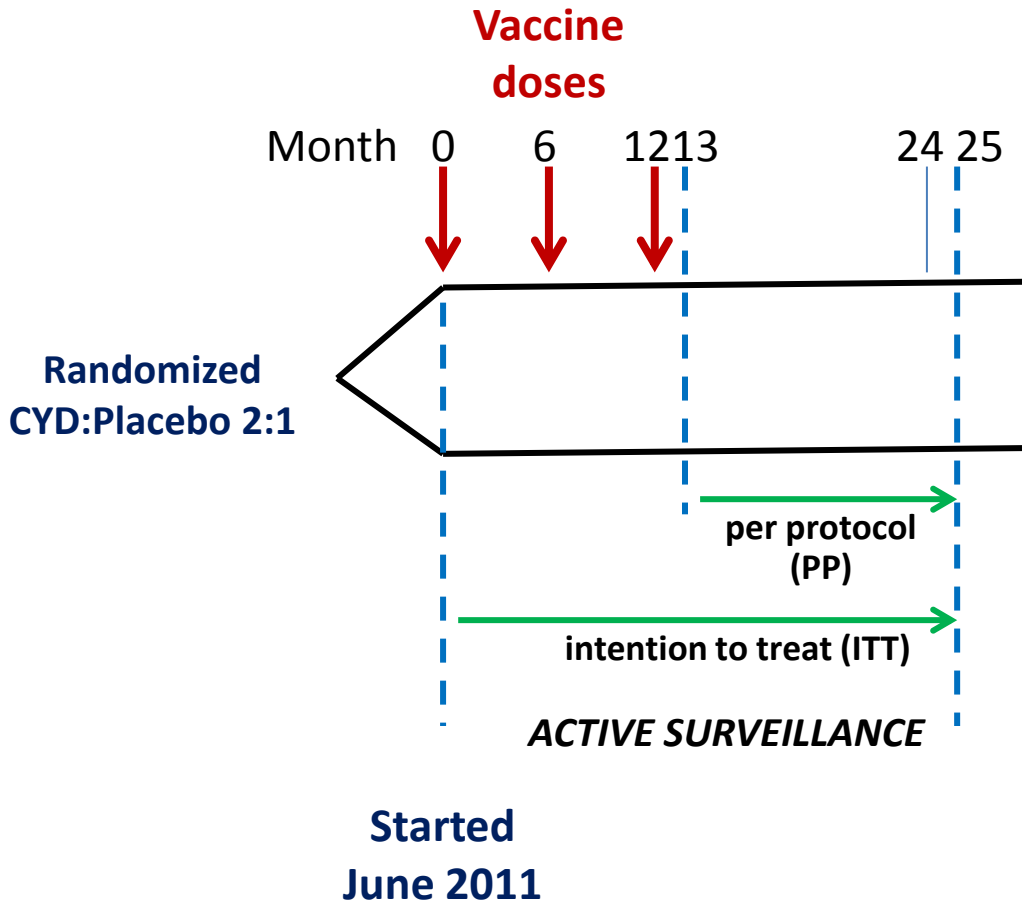 Vaccine
doses
Month 0 6 1213 24 25
Randomized
CYD:Placebo 2:1
per protocol
(PP)
intention to treat (ITT)
ACTIVE SURVEILLANCE
Started
June 2011